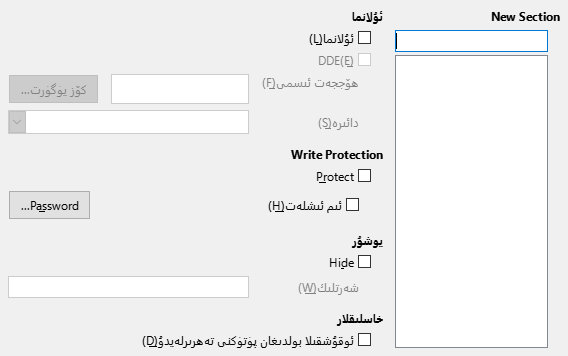 New Section
ئۇلانما
ئۇلانما(L)
DDE(E)
ھۆججەت ئىسمى(F)
كۆز يۈگۈرت...
دائىرە(S)
Write Protection
Protect
ئىم ئىشلەت(H)
Password...
يوشۇر
Hide
شەرتلىك(W)
خاسلىقلار
ئوقۇشقىلا بولىدىغان پۈتۈكنى تەھرىرلەيدۇ(D)